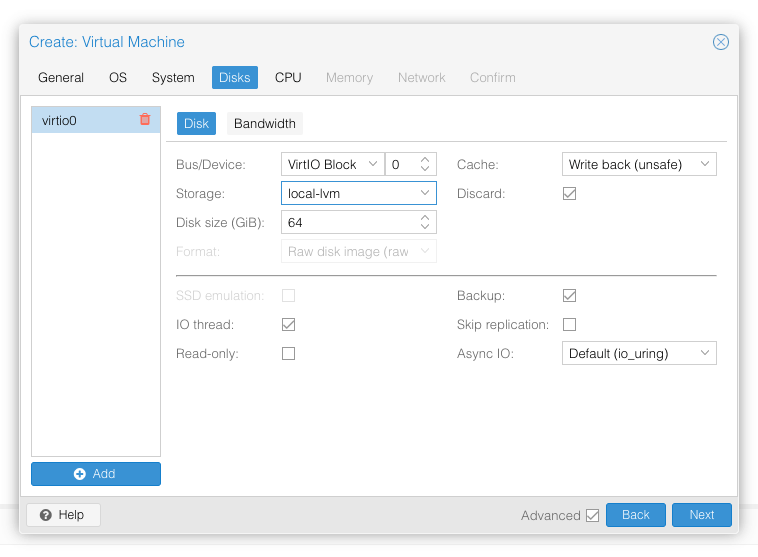 Create: Virtual Machine
General OS System Disks CPU Memory Network Confirm
virtio0
Disk Bandwidth
Bus/Device: VirtIO Block 0 Cache: Write back (unsafe)
Storage: local-lvm Discard:
Disk size (GiB): 64
Format: Raw disk image (raw
SSD emulation: Backup:
IO thread: Skip replication:
Read-only: Async IO: Default (io_uring)
Add
Help Advanced Back Next